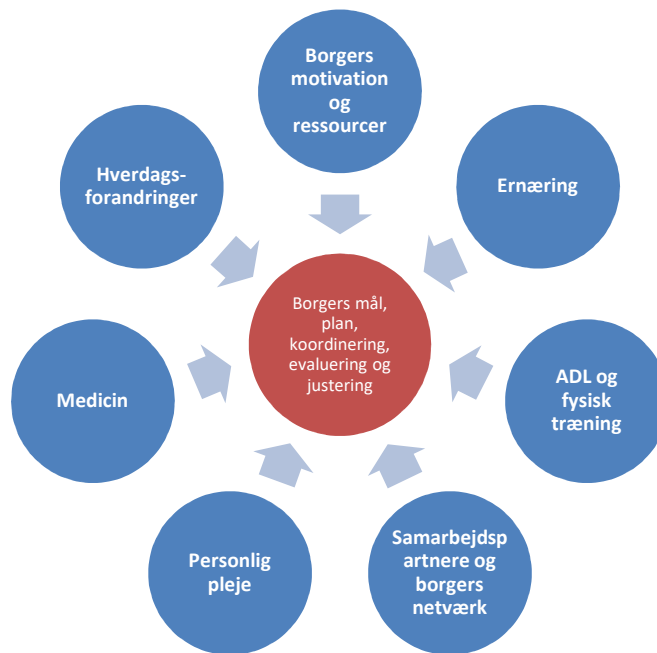 Borgers
motivation
og
ressourcer
Ernæring
ADL og
fysisk
træning
Samarbejdsp
artnere og
borgers
netværk
Personlig
pleje
Medicin
Hverdags-
forandringer
Borgers mål,
plan,
koordinering,
evaluering og
justering